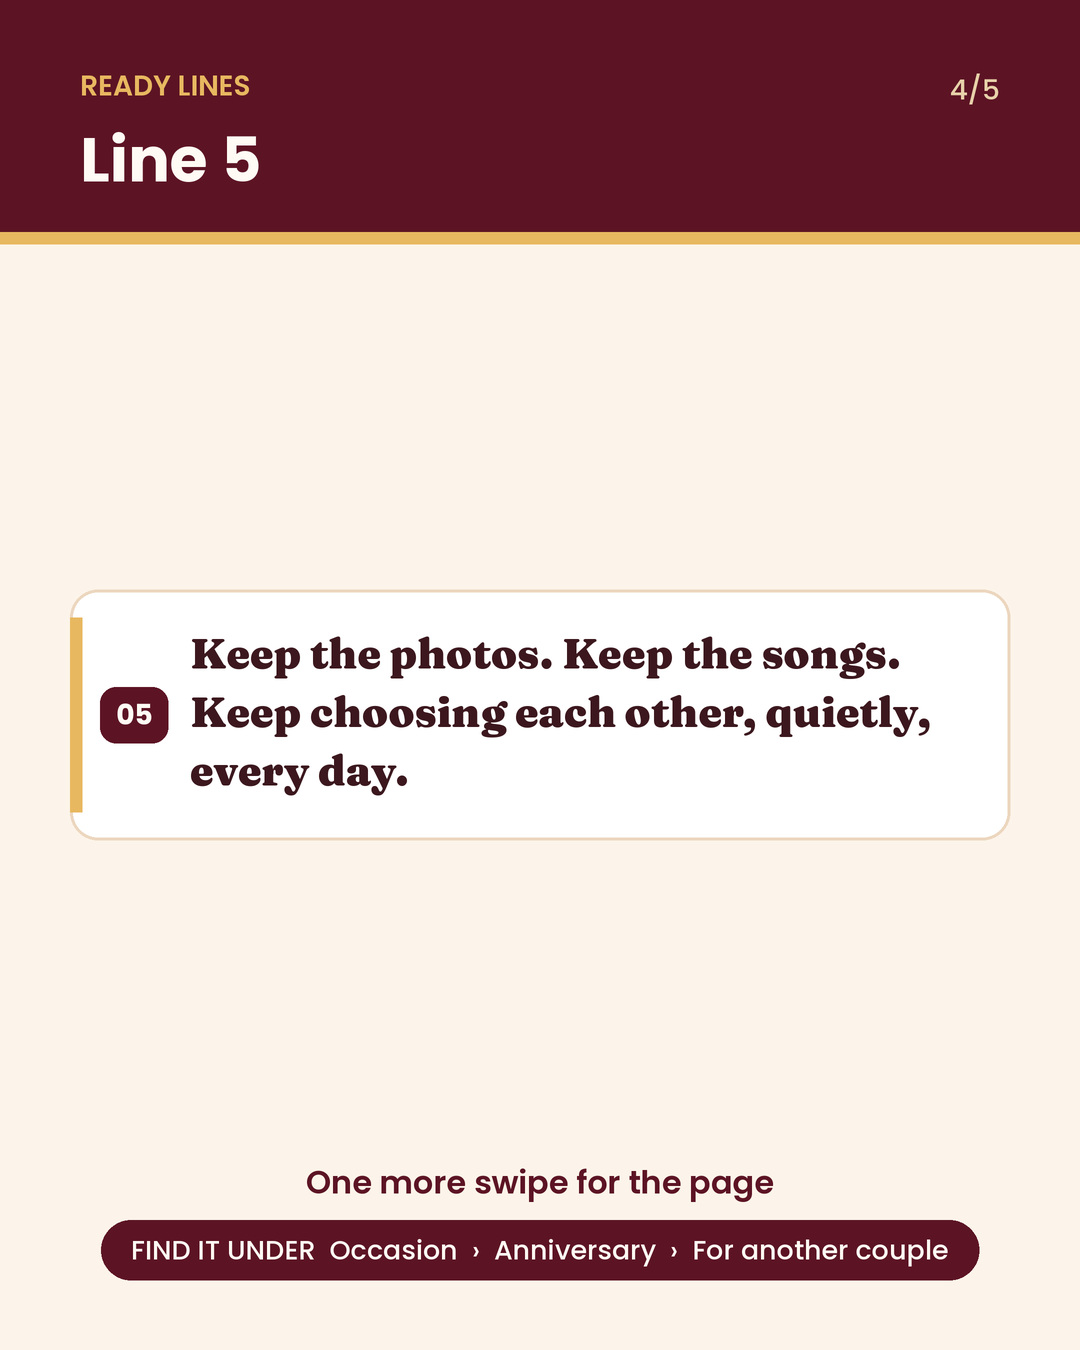 READY LINES
4/5
Line 5
05
Keep the photos. Keep the songs.
Keep choosing each other, quietly,
every day.
One more swipe for the page
FIND IT UNDER Occasion › Anniversary › For another couple